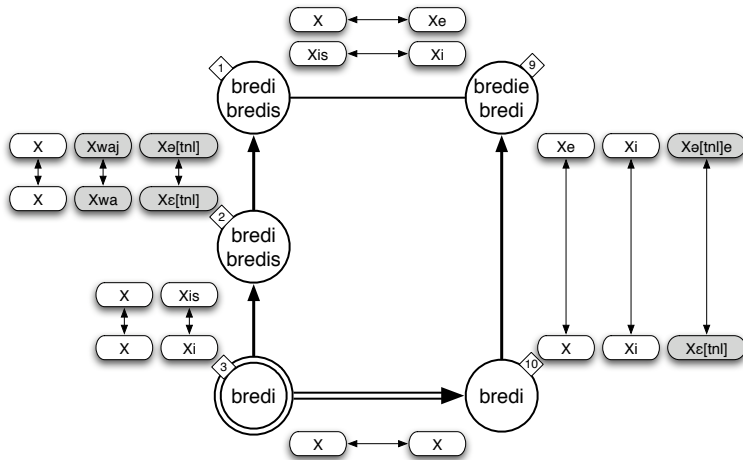 X Xe
Xis Xi
1
bredi
bredis
9
bredie
bredi
X Xwaj Xə[tnl]
X Xwa Xɛ[tnl]
Xe Xi Xə[tnl]e
X Xi Xɛ[tnl]
2
bredi
bredis
X Xis
X Xi
3
bredi
10
bredi
X X